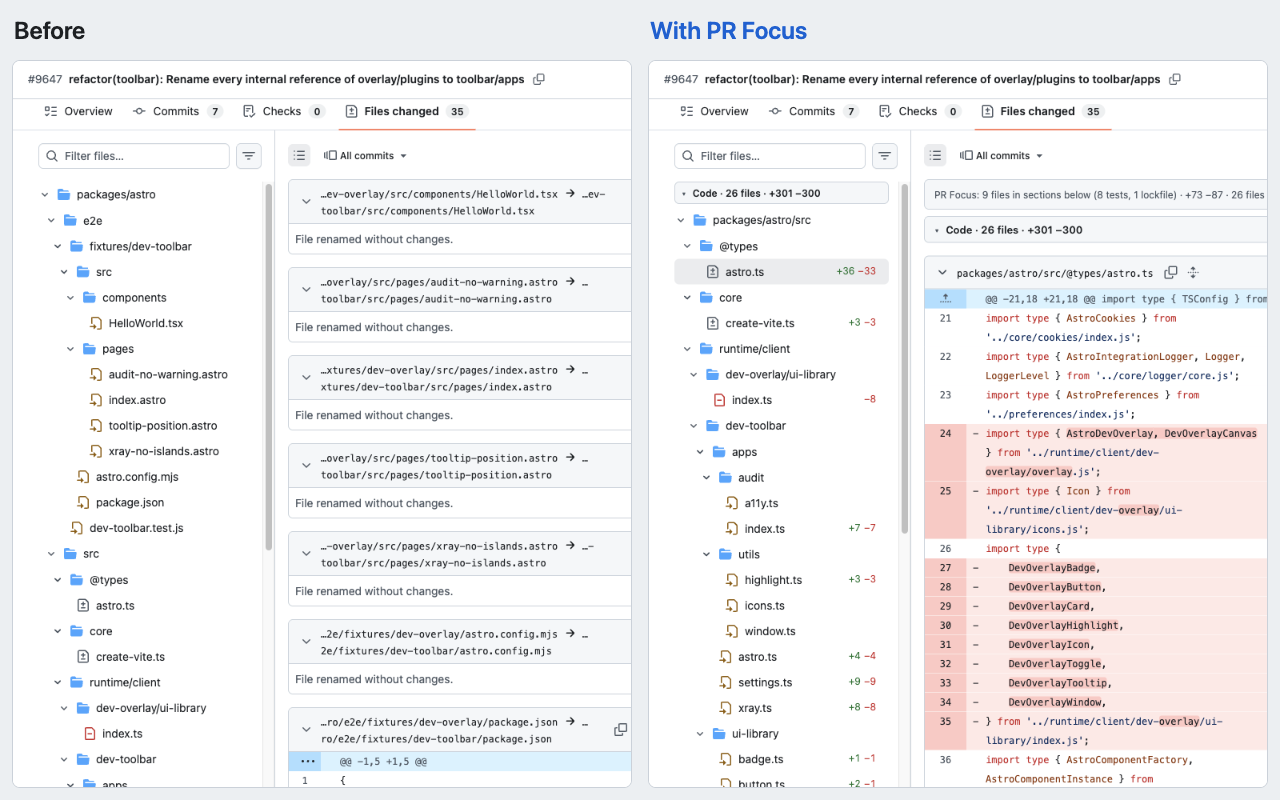 Before
#9647 refactor(toolbar): Rename every internal reference of overlay/plugins to toolbar/apps
Overview
Commits 7
Checks 0
Files changed 35
Filter files...
packages/astro
e2e
fixtures/dev-toolbar
src
components
HelloWorld.tsx
pages
audit-no-warning.astro
index.astro
tooltip-position.astro
xray-no-islands.astro
astro.config.mjs
package.json
dev-toolbar.test.js
src
@types
astro.ts
core
create-vite.ts
runtime/client
dev-overlay/ui-library
index.ts
dev-toolbar
apps
All commits
…ev-overlay/src/components/HelloWorld.tsx → …ev-
toolbar/src/components/HelloWorld.tsx
File renamed without changes.
…overlay/src/pages/audit-no-warning.astro → …
toolbar/src/pages/audit-no-warning.astro
File renamed without changes.
…xtures/dev-overlay/src/pages/index.astro → …
xtures/dev-toolbar/src/pages/index.astro
File renamed without changes.
…overlay/src/pages/tooltip-position.astro → …
toolbar/src/pages/tooltip-position.astro
File renamed without changes.
…-overlay/src/pages/xray-no-islands.astro → …-
toolbar/src/pages/xray-no-islands.astro
File renamed without changes.
…2e/fixtures/dev-overlay/astro.config.mjs → …
2e/fixtures/dev-toolbar/astro.config.mjs
File renamed without changes.
…ro/e2e/fixtures/dev-overlay/package.json → …
ro/e2e/fixtures/dev-toolbar/package.json
@@ -1,5 +1,5 @@
1 {
With PR Focus
#9647 refactor(toolbar): Rename every internal reference of overlay/plugins to toolbar/apps
Overview
Commits 7
Checks 0
Files changed 35
Filter files...
Code · 26 files · +301 −300
packages/astro/src
@types
astro.ts +36 −33
core
create-vite.ts +3 −3
runtime/client
dev-overlay/ui-library
index.ts −8
dev-toolbar
apps
audit
a11y.ts
index.ts +7 −7
utils
highlight.ts +3 −3
icons.ts
window.ts
astro.ts +4 −4
settings.ts +9 −9
xray.ts +8 −8
ui-library
badge.ts +1 −1
button.ts +2 −1
All commits
PR Focus: 9 files in sections below (8 tests, 1 lockfile) · +73 −87 · 26 files
Code · 26 files · +301 −300
packages/astro/src/@types/astro.ts
@@ -21,18 +21,18 @@ import type { TSConfig } from
21 import type { AstroCookies } from
'../core/cookies/index.js';
22 import type { AstroIntegrationLogger, Logger,
LoggerLevel } from '../core/logger/core.js';
23 import type { AstroPreferences } from
'../preferences/index.js';
24 - import type { AstroDevOverlay, DevOverlayCanvas
} from '../runtime/client/dev-
overlay/overlay.js';
25 - import type { Icon } from
'../runtime/client/dev-overlay/ui-
library/icons.js';
26 import type {
27 - DevOverlayBadge,
28 - DevOverlayButton,
29 - DevOverlayCard,
30 - DevOverlayHighlight,
31 - DevOverlayIcon,
32 - DevOverlayToggle,
33 - DevOverlayTooltip,
34 - DevOverlayWindow,
35 - } from '../runtime/client/dev-overlay/ui-
library/index.js';
36 import type { AstroComponentFactory,
AstroComponentInstance } from